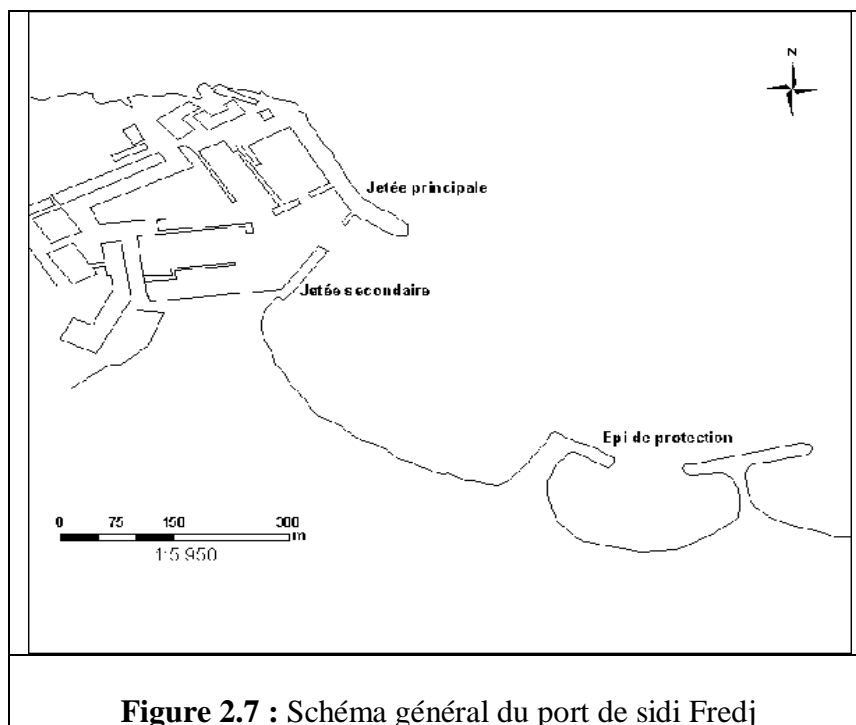 N
Jetée principale
Jetée secondaire
Epi de protection
0 75 150 300
m
1:5 950
Figure 2.7 : Schéma général du port de sidi Fredj